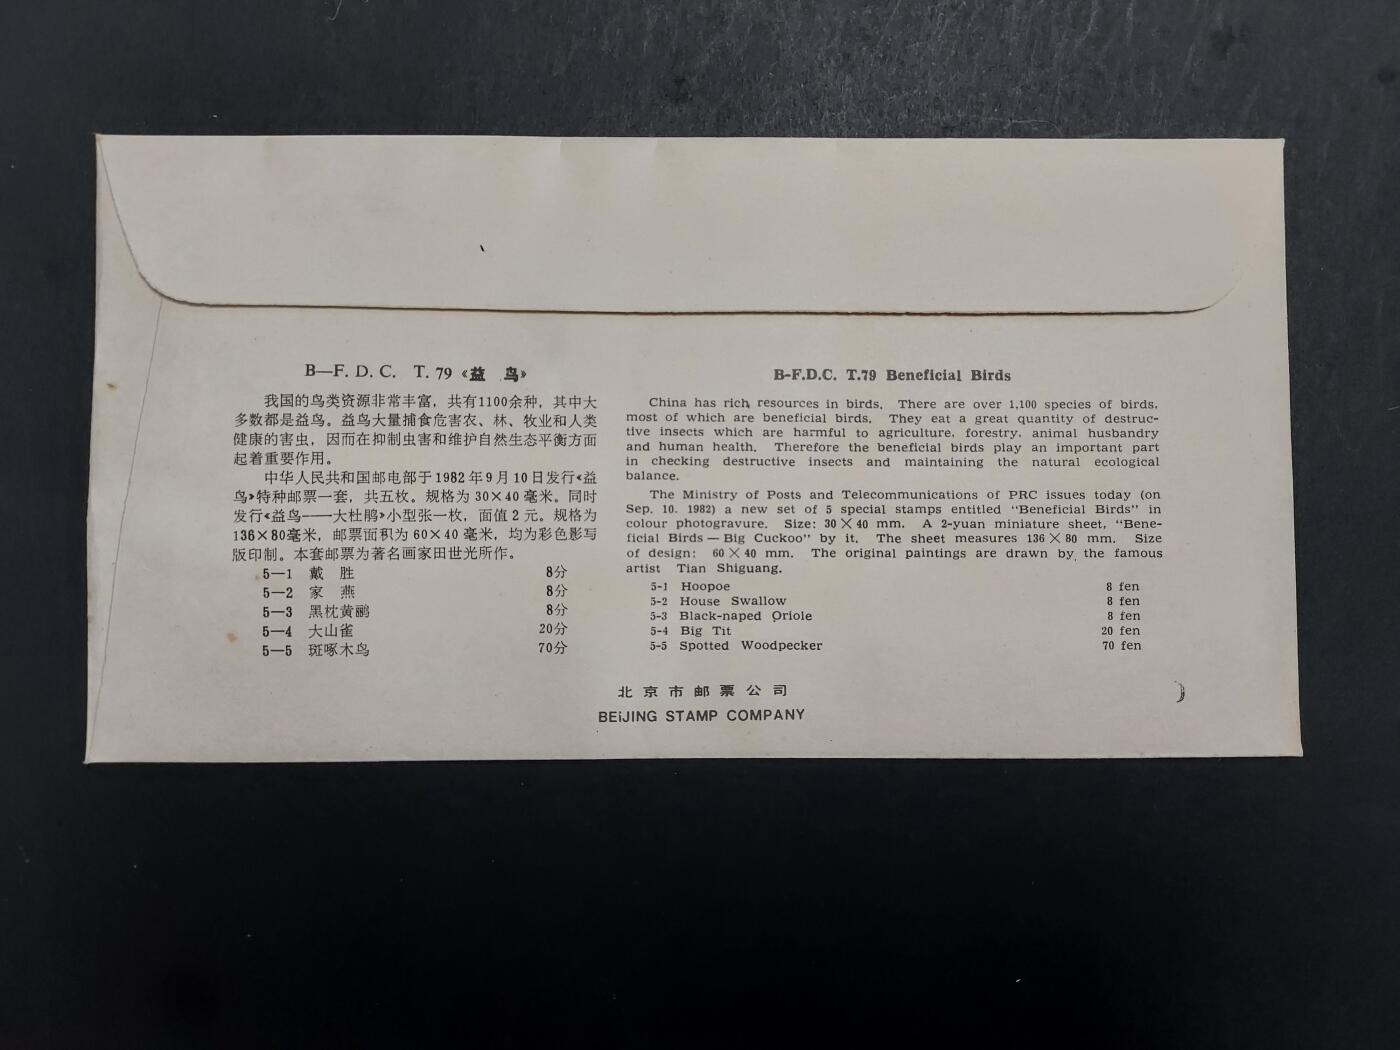 B—F. D. C. T. 79 《益 鸟》
我国的鸟类资源非常丰富，共有1100余种，其中大
多数都是益鸟。益鸟大量捕食危害农、林、牧业和人类
健康的害虫，因而在抑制虫害和维护自然生态平衡方面
起着重要作用。
中华人民共和国邮电部于1982年9月10日发行《益
鸟》特种邮票一套，共五枚。规格为30×40毫米。同时
发行《益鸟——大杜鹃》小型张一枚，面值2元。规格为
136×80毫米，邮票面积为60×40毫米，均为彩色影写
版印制。本套邮票为著名画家田世光所作。
5—1 戴 胜 8分
5—2 家 燕 8分
5—3 黑枕黄鹂 8分
5—4 大山雀 20分
5—5 斑啄木鸟 70分
B-F.D.C. T.79 Beneficial Birds
China has rich resources in birds. There are over 1,100 species of birds,
most of which are beneficial birds. They eat a great quantity of destruc-
tive insects which are harmful to agriculture, forestry, animal husbandry
and human health. Therefore the beneficial birds play an important part
in checking destructive insects and maintaining the natural ecological
balance.
The Ministry of Posts and Telecommunications of PRC issues today (on
Sep. 10. 1982) a new set of 5 special stamps entitled "Beneficial Birds" in
colour photogravure. Size: 30×40 mm. A 2-yuan miniature sheet, "Bene-
ficial Birds — Big Cuckoo" by it. The sheet measures 136×80 mm. Size
of design: 60×40 mm. The original paintings are drawn by the famous
artist Tian Shiguang.
5-1 Hoopoe 8 fen
5-2 House Swallow 8 fen
5-3 Black-naped Oriole 8 fen
5-4 Big Tit 20 fen
5-5 Spotted Woodpecker 70 fen
北京市邮票公司
BEiJING STAMP COMPANY